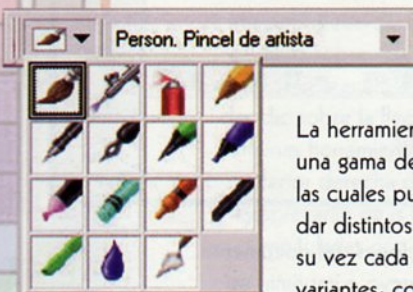 Person. Pincel de artista
La herramien
una gama de
las cuales pu
dar distintos
su vez cada
variantes, co